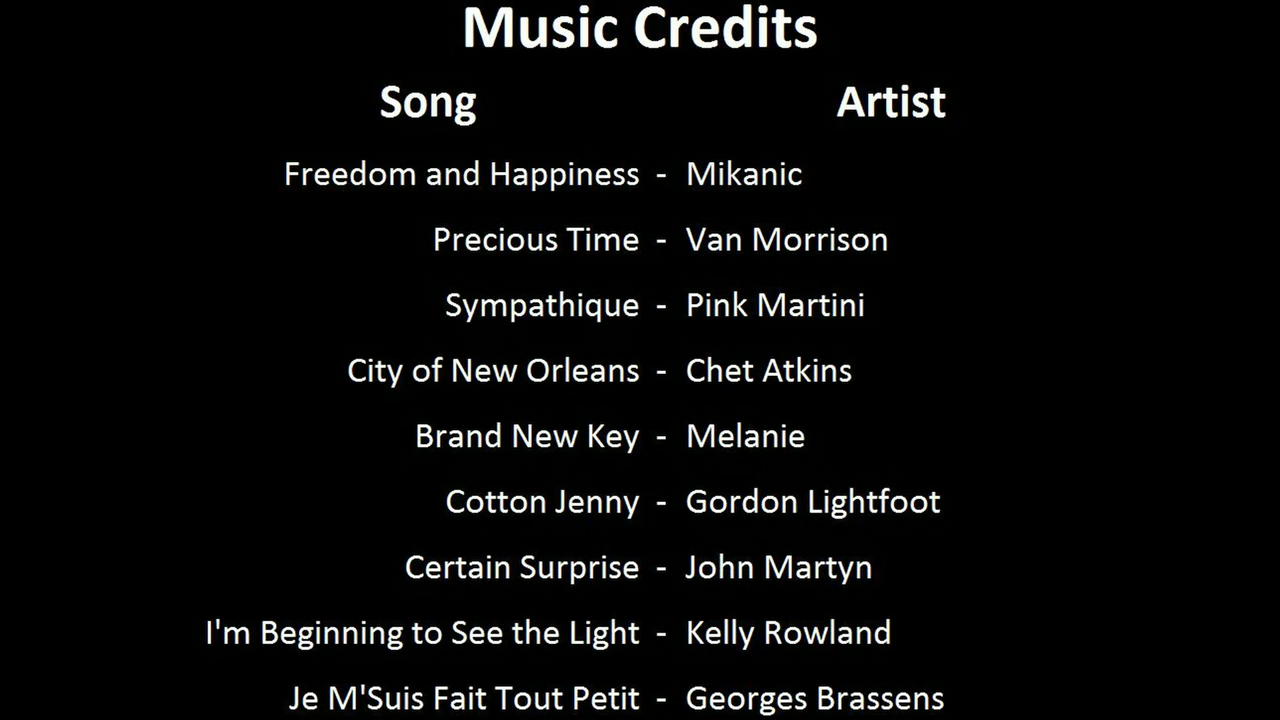 Music Credits
Song Artist
Freedom and Happiness - Mikanic
Precious Time - Van Morrison
Sympathique - Pink Martini
City of New Orleans - Chet Atkins
Brand New Key - Melanie
Cotton Jenny - Gordon Lightfoot
Certain Surprise - John Martyn
I'm Beginning to See the Light - Kelly Rowland
Je M'Suis Fait Tout Petit - Georges Brassens